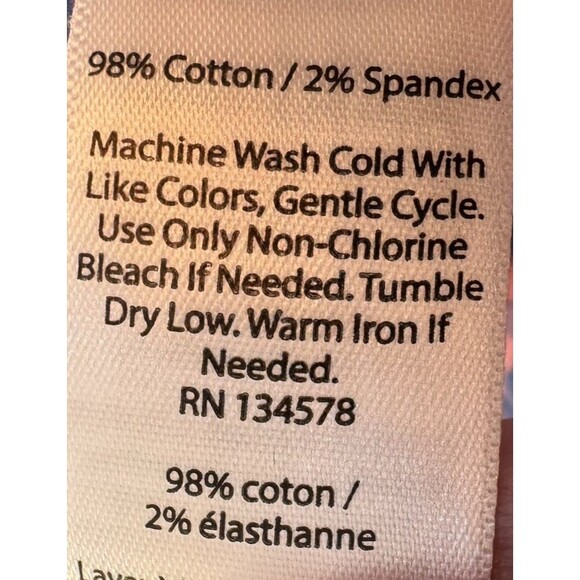 98% Cotton / 2% Spandex
Machine Wash Cold With
Like Colors, Gentle Cycle.
Use Only Non-Chlorine
Bleach If Needed. Tumble
Dry Low. Warm Iron If
Needed.
RN 134578
98% coton /
2% élasthanne